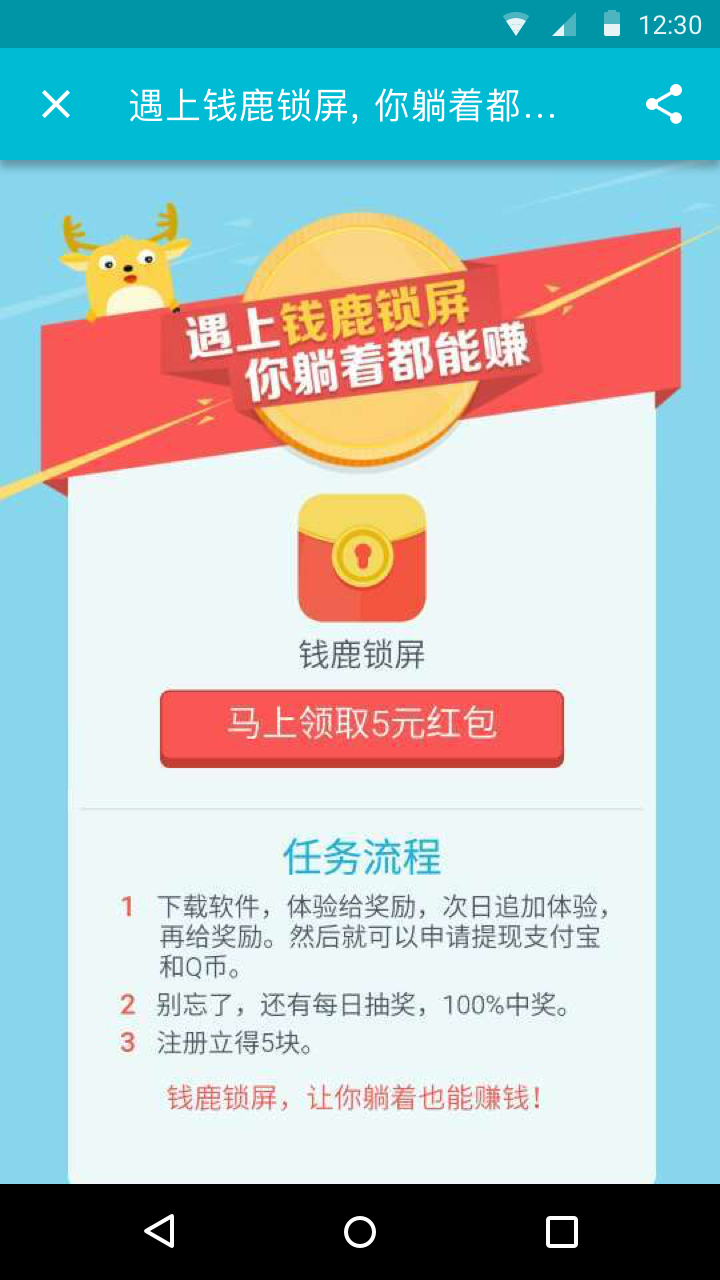 12:30
遇上钱鹿锁屏, 你躺着都...
遇上钱鹿锁屏
你躺着都能赚
钱鹿锁屏
马上领取5元红包
任务流程
1 下载软件，体验给奖励，次日追加体验，
再给奖励。然后就可以申请提现支付宝
和Q币。
2 别忘了，还有每日抽奖，100%中奖。
3 注册立得5块。
钱鹿锁屏，让你躺着也能赚钱！